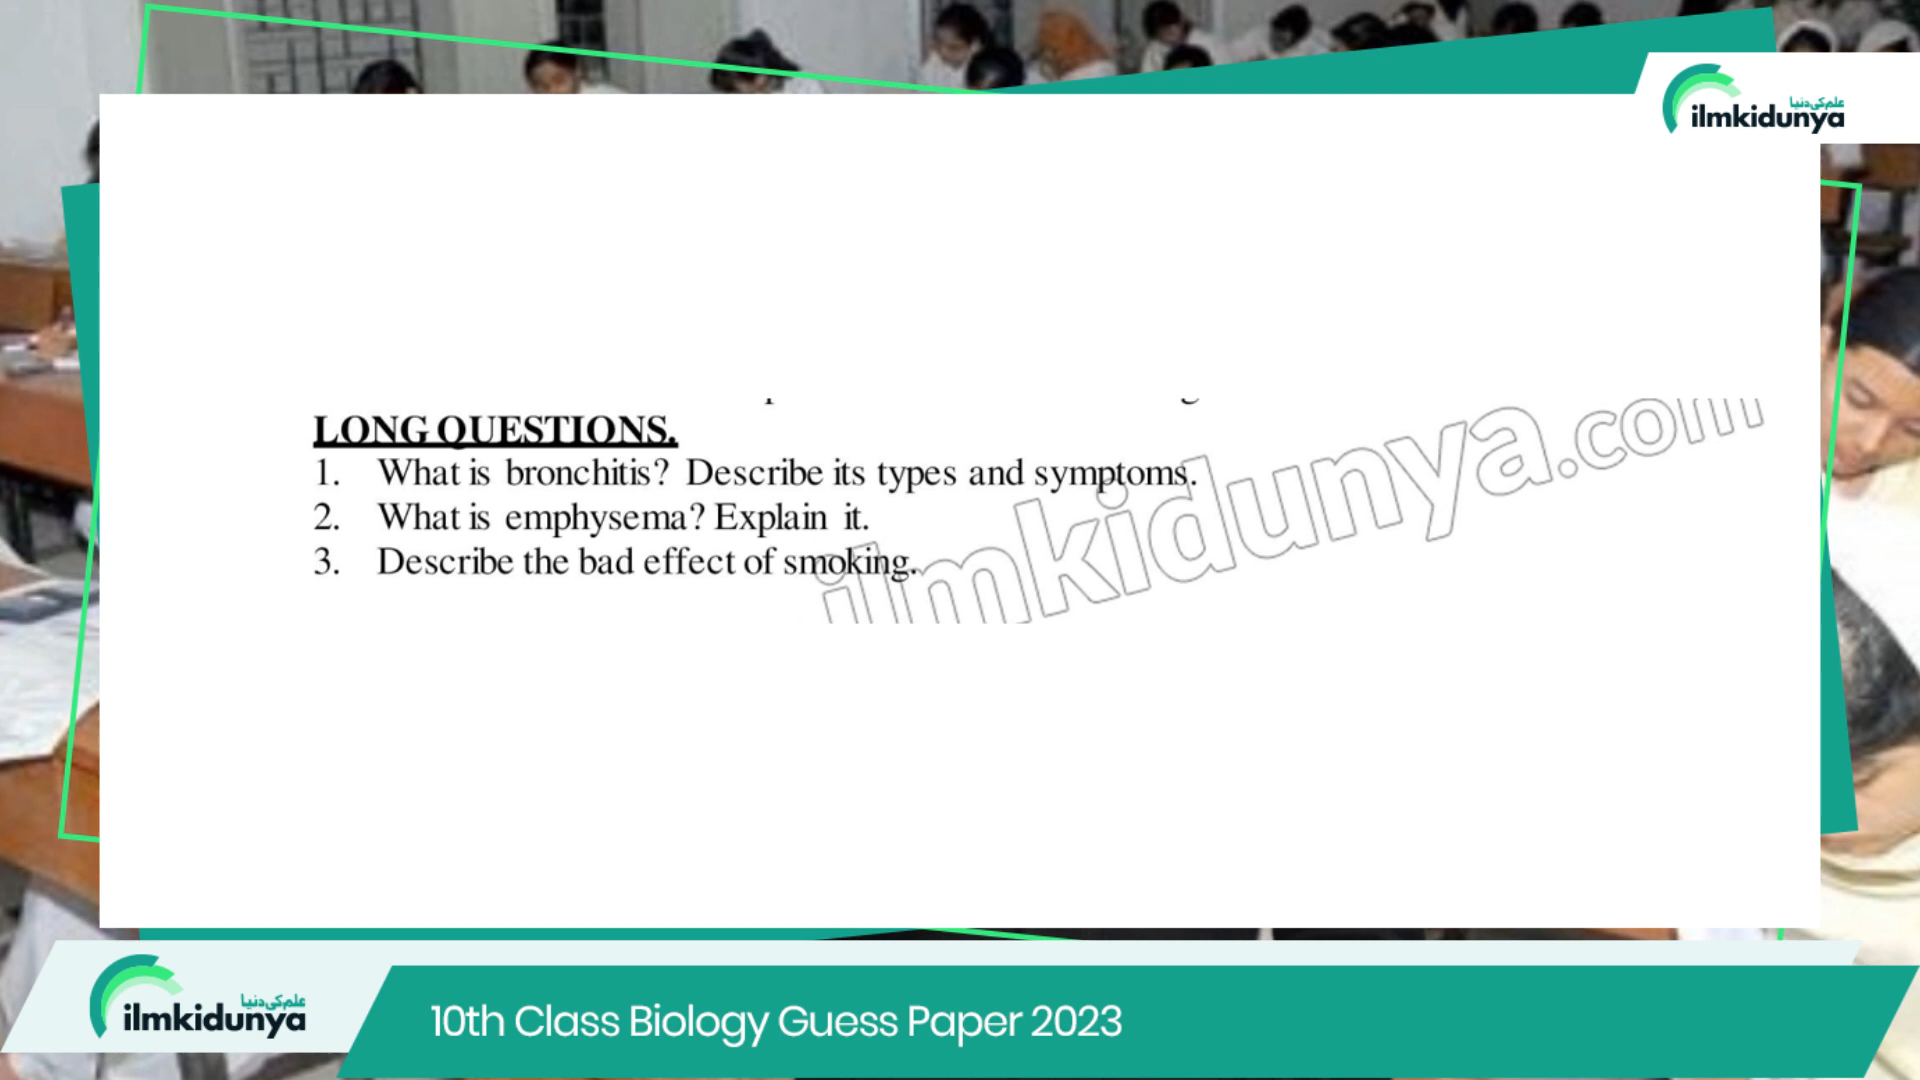 علم کی دنیا
ilmkidunya
LONG QUESTIONS.
1. What is bronchitis? Describe its types and symptoms.
2. What is emphysema? Explain it.
3. Describe the bad effect of smoking.
ilmkidunya.com
علم کی دنیا
ilmkidunya
10th Class Biology Guess Paper 2023